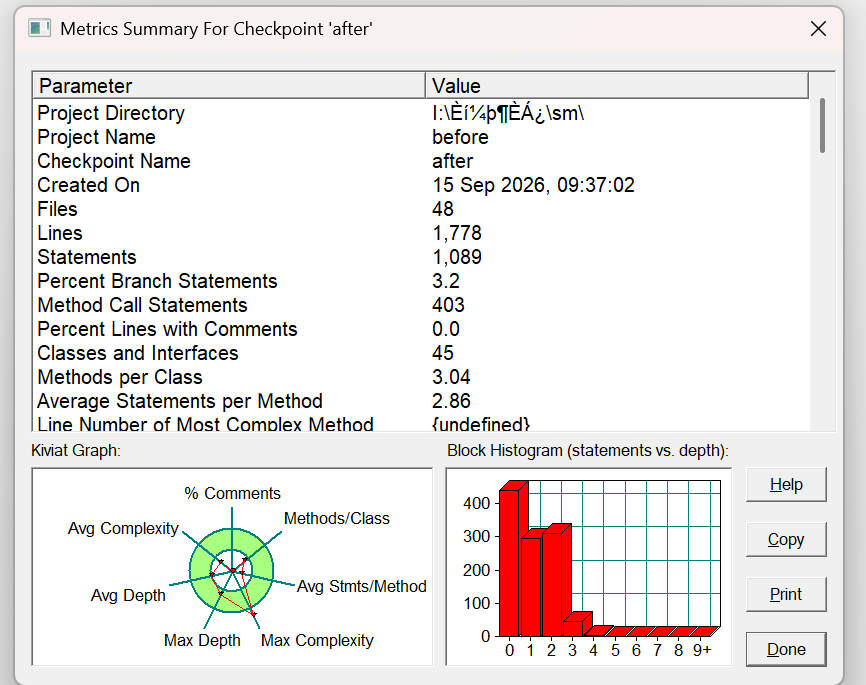 Metrics Summary For Checkpoint 'after'
Parameter Value
Project Directory I:\Èí¼þ¶ÈÁ¿\sm\
Project Name before
Checkpoint Name after
Created On 15 Sep 2026, 09:37:02
Files 48
Lines 1,778
Statements 1,089
Percent Branch Statements 3.2
Method Call Statements 403
Percent Lines with Comments 0.0
Classes and Interfaces 45
Methods per Class 3.04
Average Statements per Method 2.86
Line Number of Most Complex Method {undefined}
Kiviat Graph:
% Comments
Methods/Class
Avg Complexity
Avg Stmts/Method
Avg Depth
Max Depth
Max Complexity
Block Histogram (statements vs. depth):
400
300
200
100
0
0 1 2 3 4 5 6 7 8 9+
Help
Copy
Print
Done